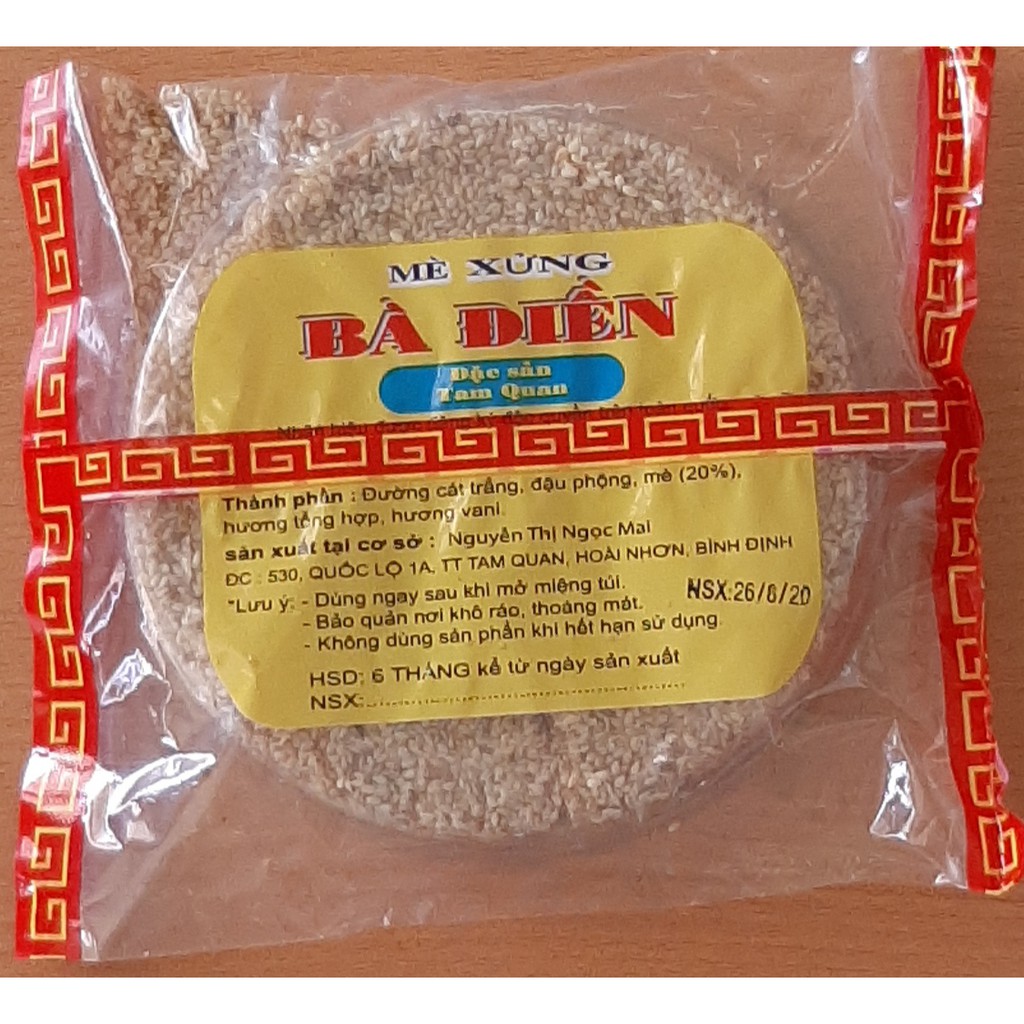 MÈ XỬNG
BÀ ĐIỀN
Đặc sản
Tam Quan
Thành phần : Đường cát trắng, đậu phộng, mè (20%),
hương tổng hợp, hương vani.
sản xuất tại cơ sở : Nguyễn Thị Ngọc Mai
ĐC : 530, QUỐC LỘ 1A, TT TAM QUAN, HOÀI NHƠN, BÌNH ĐỊNH
*Lưu ý: - Dùng ngay sau khi mở miệng túi.
- Bảo quản nơi khô ráo, thoáng mát.
- Không dùng sản phẩn khi hết hạn sử dụng.
NSX:26/8/20
HSD: 6 THÁNG kể từ ngày sản xuất
NSX: